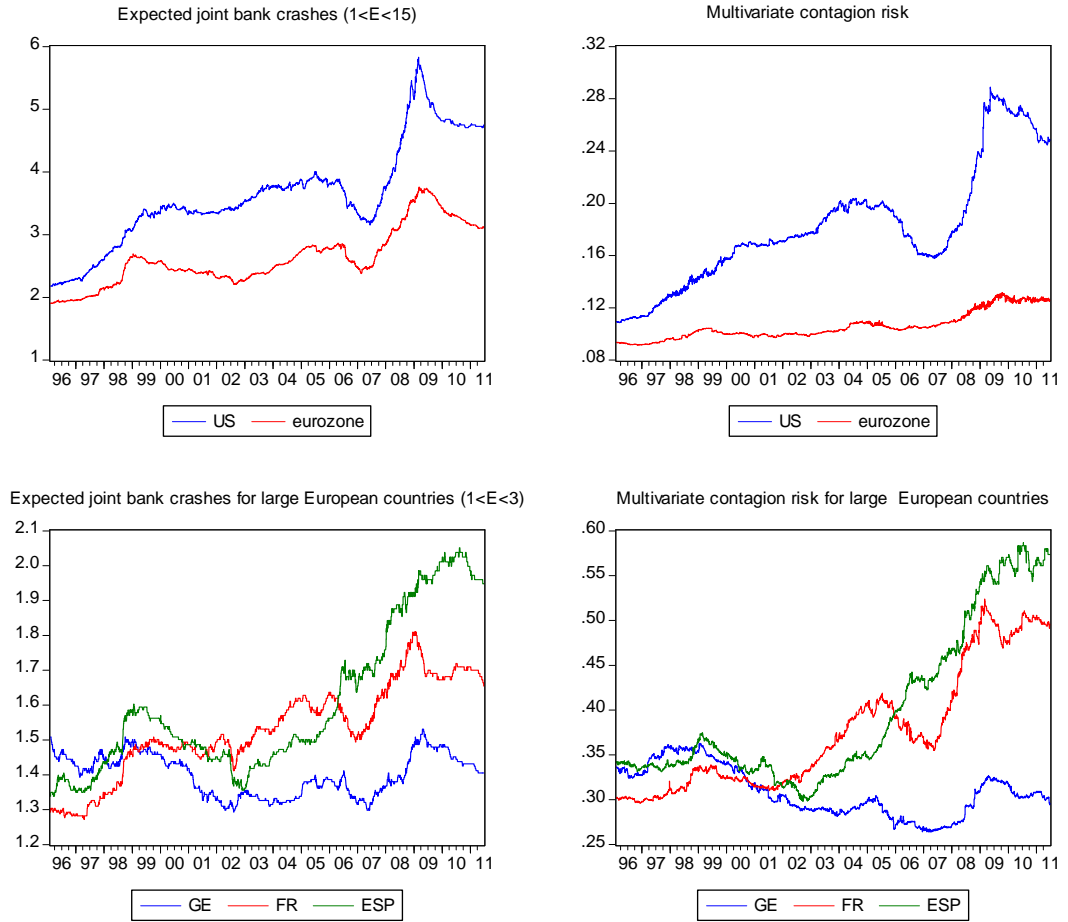 Expected joint bank crashes (1<E<15)
6
5
4
3
2
1
96 97 98 99 00 01 02 03 04 05 06 07 08 09 10 11
US eurozone
Multivariate contagion risk
.32
.28
.24
.20
.16
.12
.08
96 97 98 99 00 01 02 03 04 05 06 07 08 09 10 11
US eurozone
Expected joint bank crashes for large European countries (1<E<3)
2.1
2.0
1.9
1.8
1.7
1.6
1.5
1.4
1.3
1.2
96 97 98 99 00 01 02 03 04 05 06 07 08 09 10 11
GE FR ESP
Multivariate contagion risk for large European countries
.60
.55
.50
.45
.40
.35
.30
.25
96 97 98 99 00 01 02 03 04 05 06 07 08 09 10 11
GE FR ESP